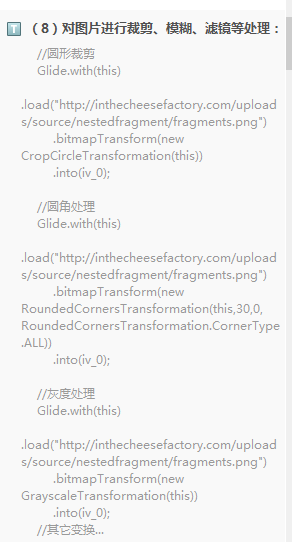 T （8）对图片进行裁剪、模糊、滤镜等处理：
//圆形裁剪
Glide.with(this)
.load("http://inthecheesefactory.com/upload
s/source/nestedfragment/fragments.png")
.bitmapTransform(new
CropCircleTransformation(this))
.into(iv_0);
//圆角处理
Glide.with(this)
.load("http://inthecheesefactory.com/upload
s/source/nestedfragment/fragments.png")
.bitmapTransform(new
RoundedCornersTransformation(this,30,0,
RoundedCornersTransformation.CornerType
.ALL))
.into(iv_0);
//灰度处理
Glide.with(this)
.load("http://inthecheesefactory.com/upload
s/source/nestedfragment/fragments.png")
.bitmapTransform(new
GrayscaleTransformation(this))
.into(iv_0);
//其它变换...